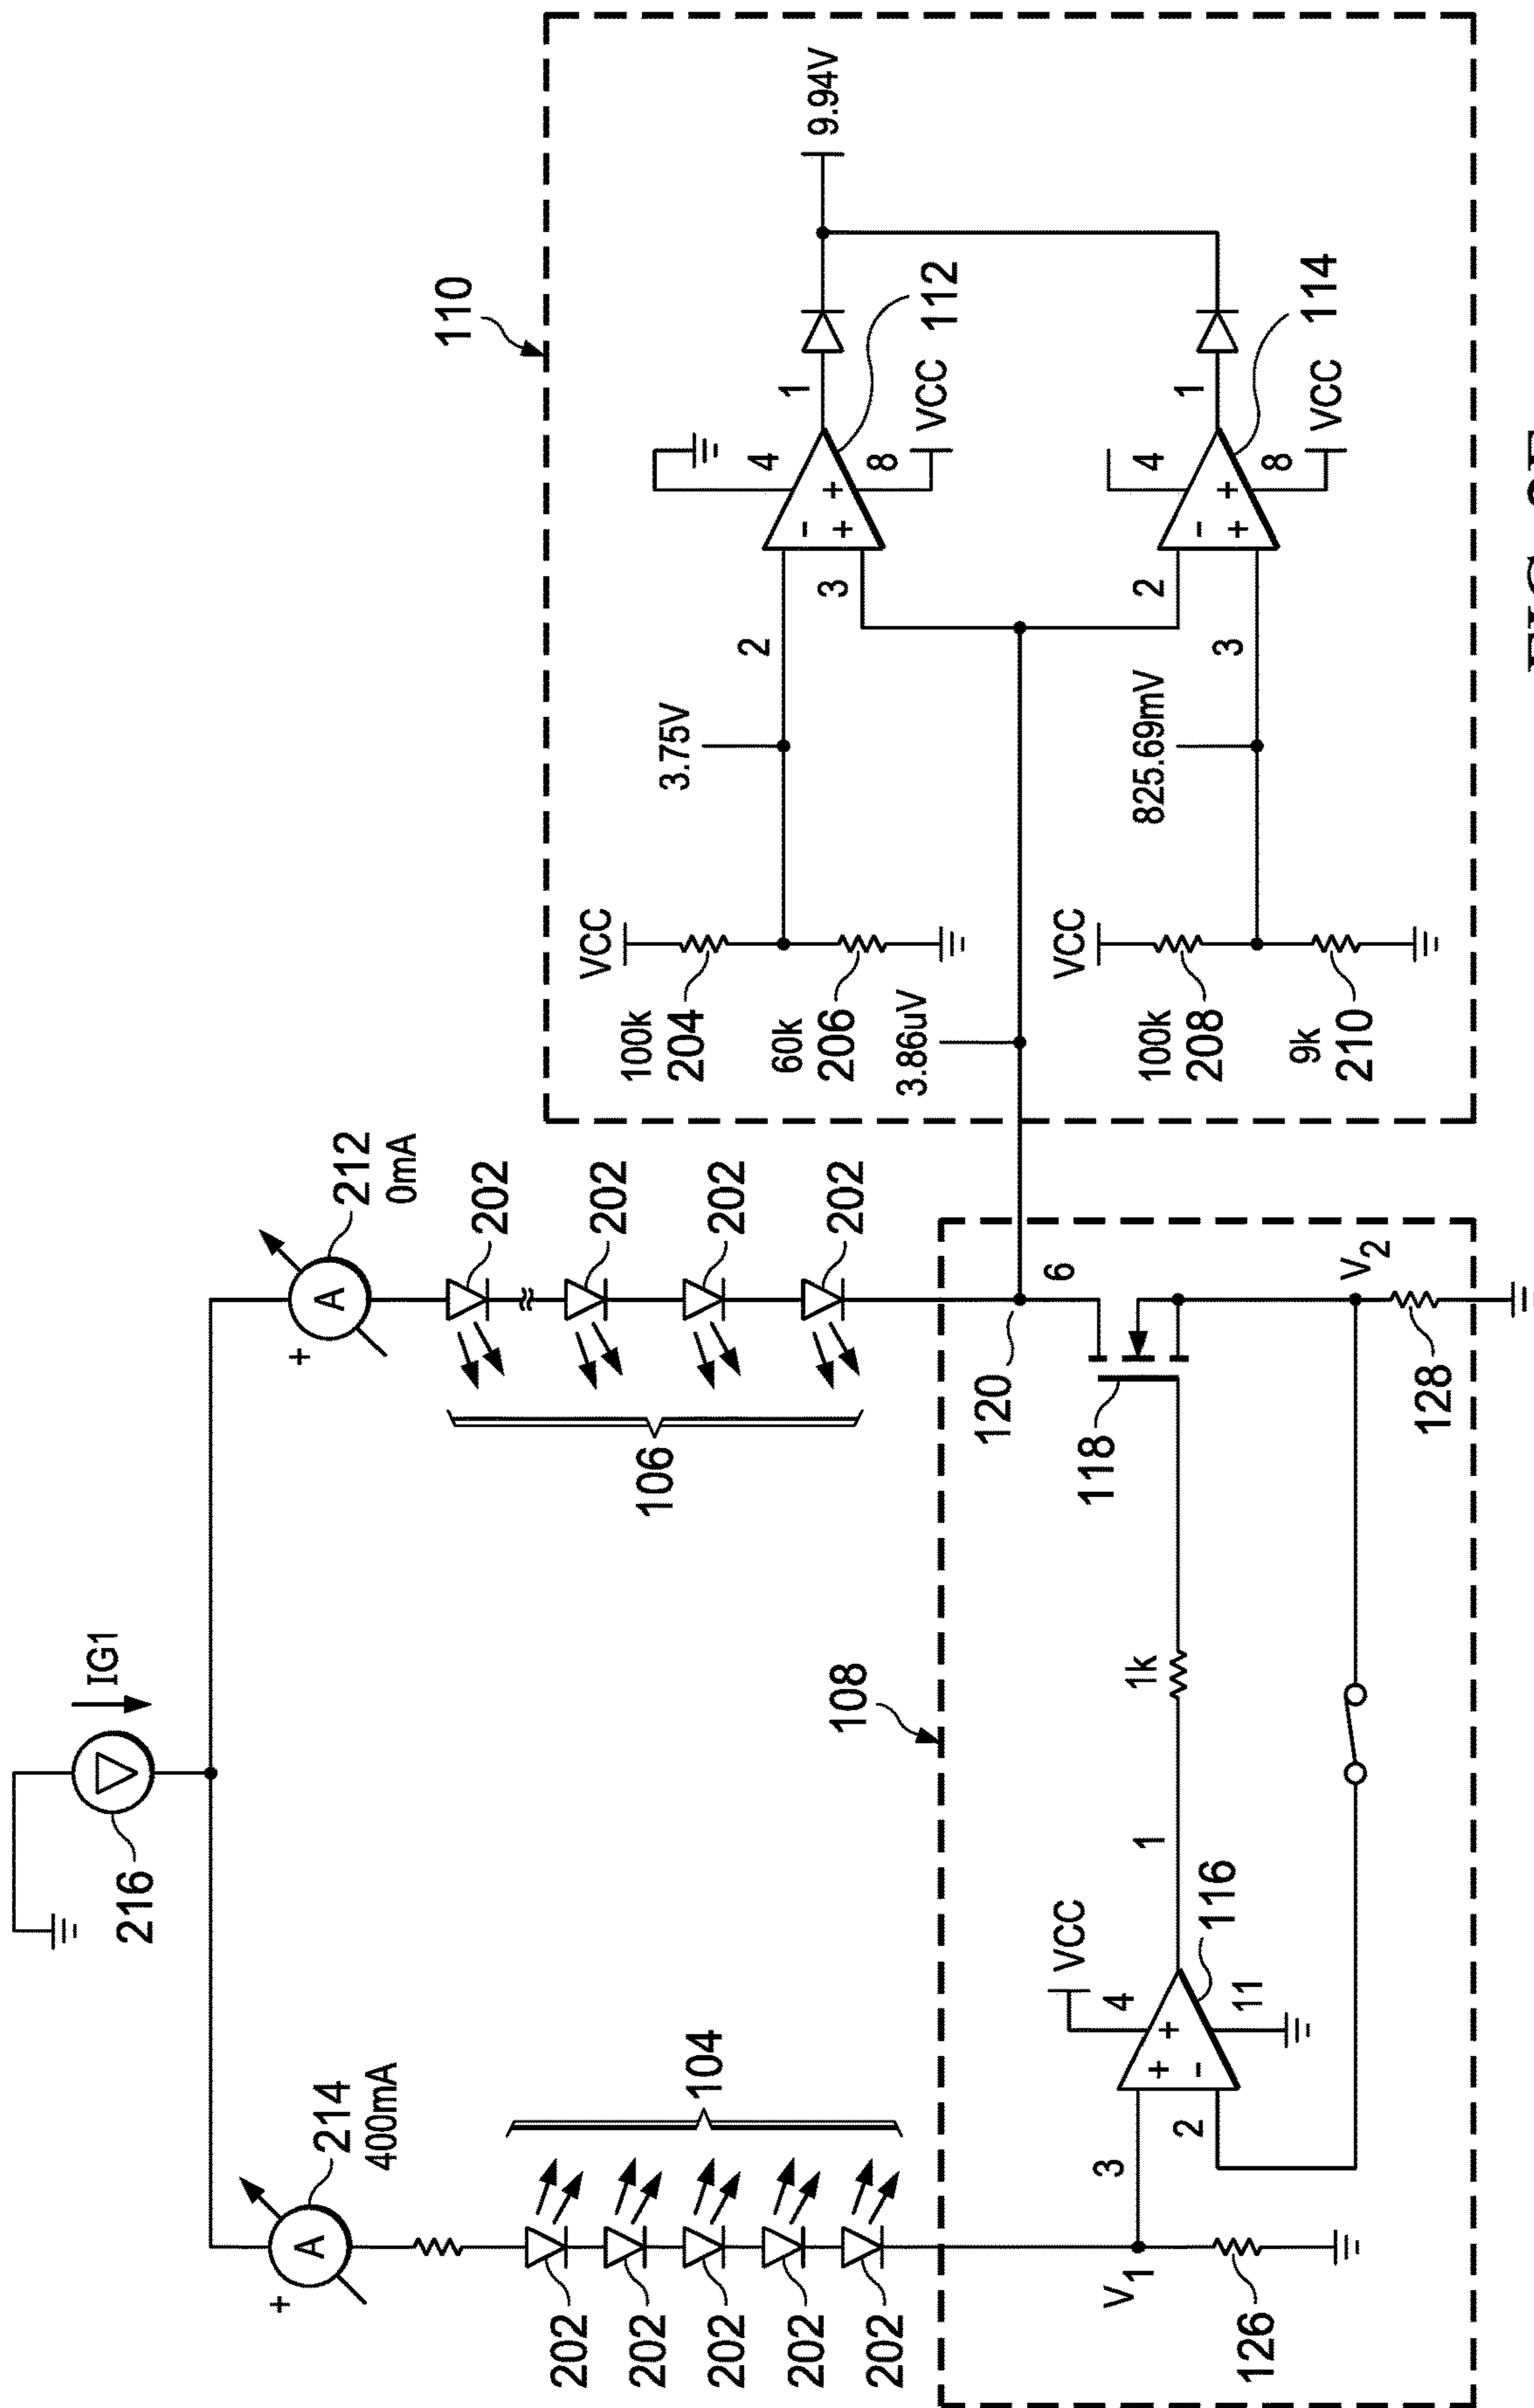 216
IG1
214
400mA
A
+
212
0mA
A
+
202
202
202
202
202
104
202
202
202
202
106
110
VCC
100k
204
60k
206
3.75V
2
3
-
+
+
4
8
VCC
1
112
9.94V
3.86uV
VCC
100k
208
9k
210
825.69mV
2
3
-
+
+
4
8
VCC
1
114
108
120
6
118
V2
128
1k
1
VCC
4
116
11
+
+
-
3
2
V1
126